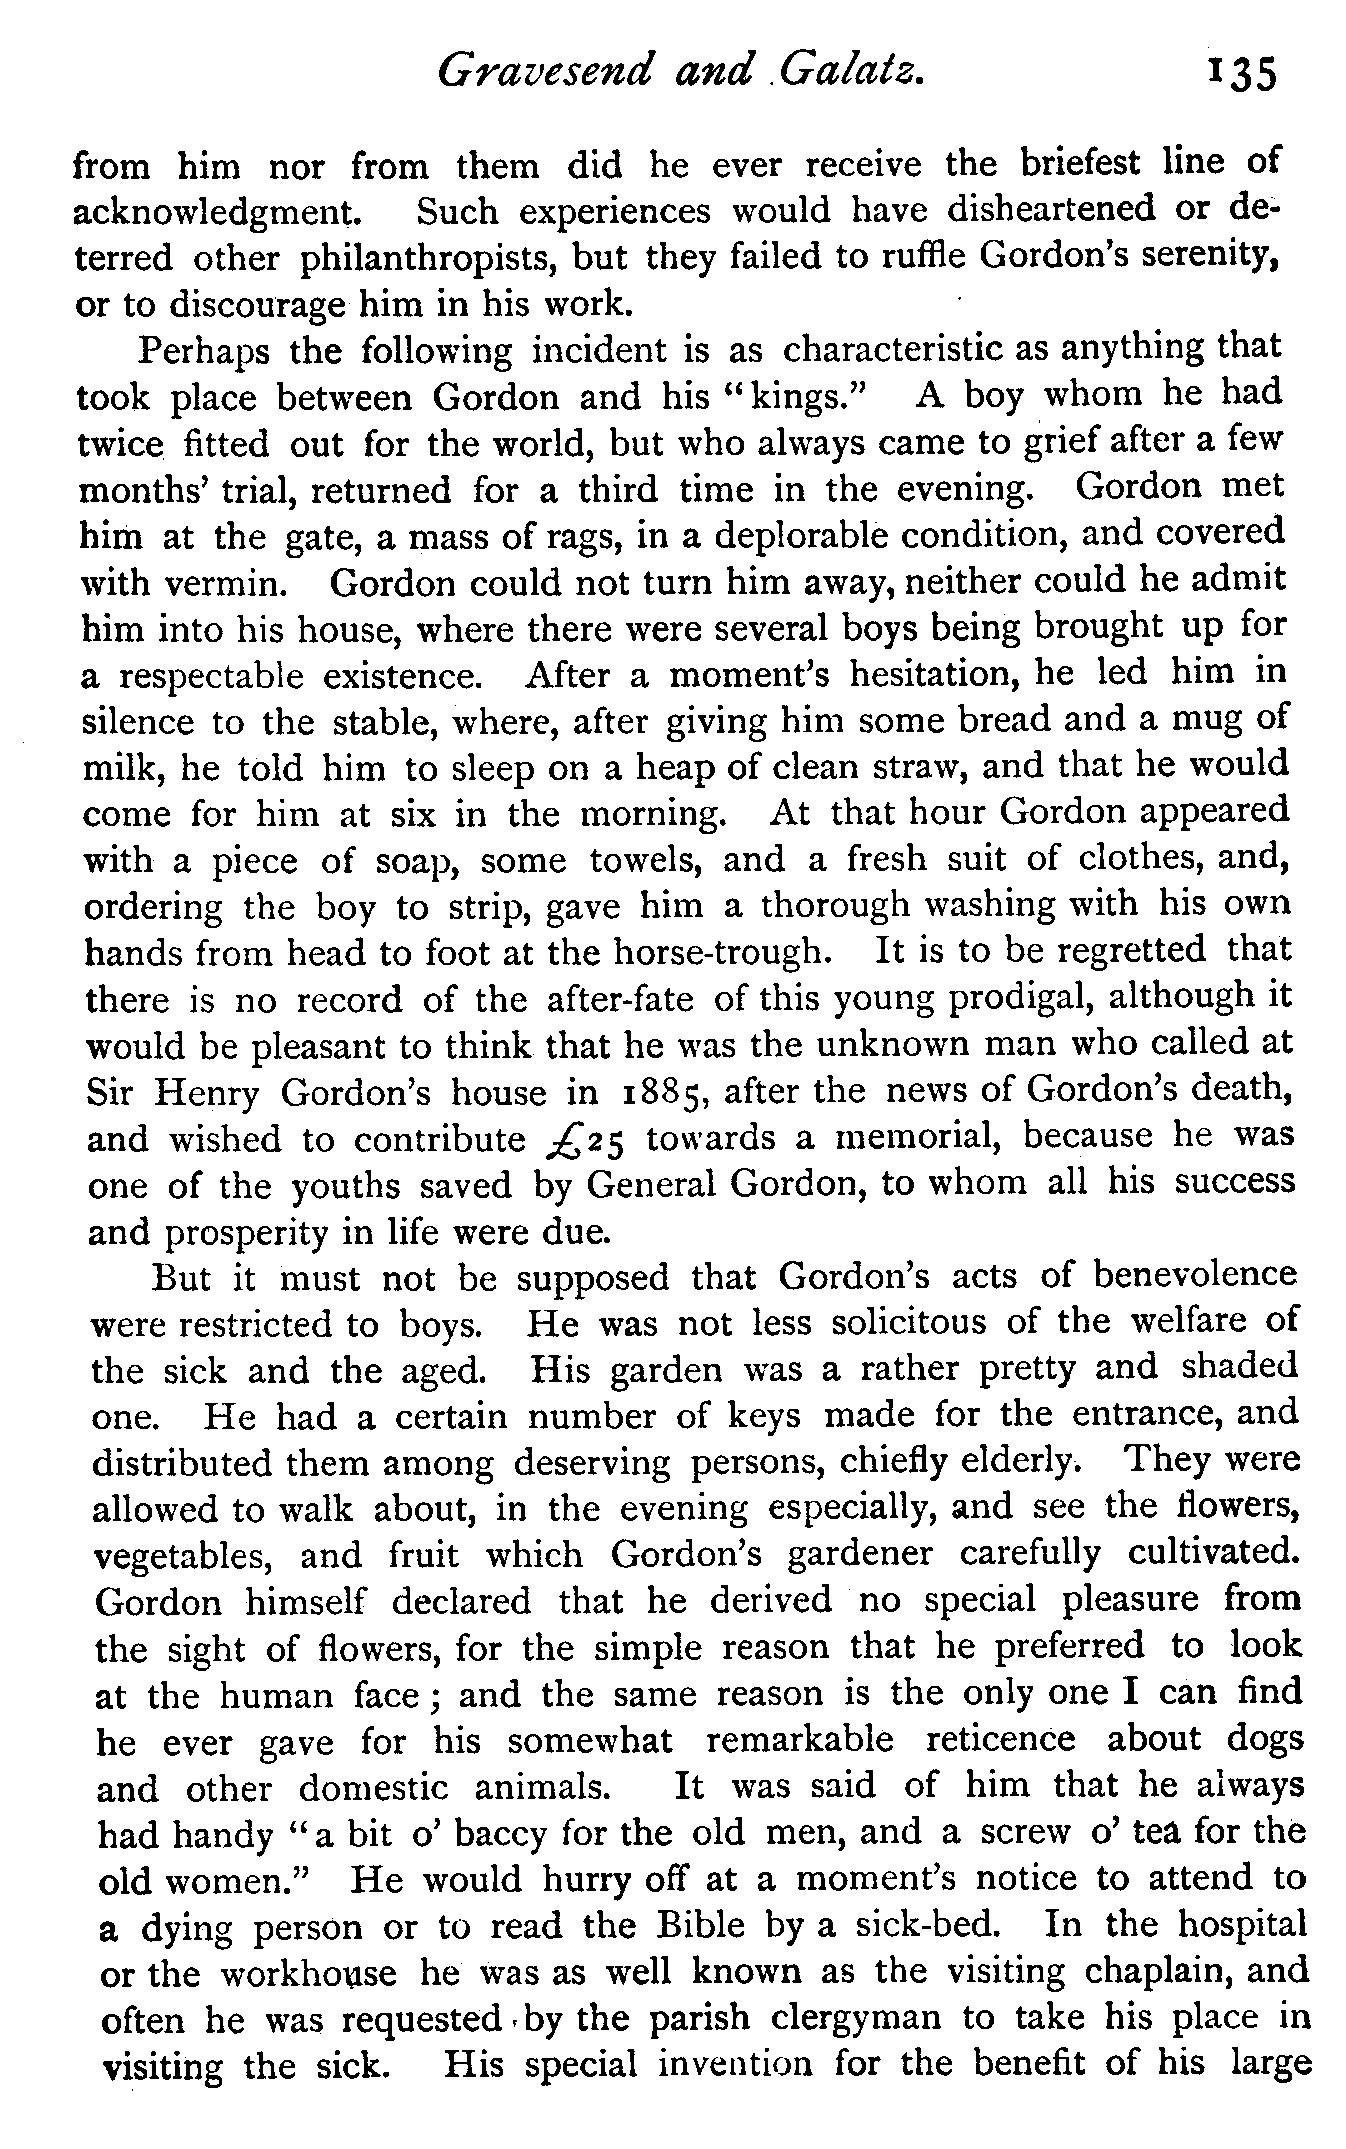 Gravesend and Galatz. 135
from him nor from them did he ever receive the briefest line of
acknowledgment. Such experiences would have disheartened or de-
terred other philanthropists, but they failed to ruffle Gordon's serenity,
or to discourage him in his work.
Perhaps the following incident is as characteristic as anything that
took place between Gordon and his "kings." A boy whom he had
twice fitted out for the world, but who always came to grief after a few
months' trial, returned for a third time in the evening. Gordon met
him at the gate, a mass of rags, in a deplorable condition, and covered
with vermin. Gordon could not turn him away, neither could he admit
him into his house, where there were several boys being brought up for
a respectable existence. After a moment's hesitation, he led him in
silence to the stable, where, after giving him some bread and a mug of
milk, he told him to sleep on a heap of clean straw, and that he would
come for him at six in the morning. At that hour Gordon appeared
with a piece of soap, some towels, and a fresh suit of clothes, and,
ordering the boy to strip, gave him a thorough washing with his own
hands from head to foot at the horse-trough. It is to be regretted that
there is no record of the after-fate of this young prodigal, although it
would be pleasant to think that he was the unknown man who called at
Sir Henry Gordon's house in 1885, after the news of Gordon's death,
and wished to contribute £25 towards a memorial, because he was
one of the youths saved by General Gordon, to whom all his success
and prosperity in life were due.
But it must not be supposed that Gordon's acts of benevolence
were restricted to boys. He was not less solicitous of the welfare of
the sick and the aged. His garden was a rather pretty and shaded
one. He had a certain number of keys made for the entrance, and
distributed them among deserving persons, chiefly elderly. They were
allowed to walk about, in the evening especially, and see the flowers,
vegetables, and fruit which Gordon's gardener carefully cultivated.
Gordon himself declared that he derived no special pleasure from
the sight of flowers, for the simple reason that he preferred to look
at the human face; and the same reason is the only one I can find
he ever gave for his somewhat remarkable reticence about dogs
and other domestic animals. It was said of him that he always
had handy "a bit o' baccy for the old men, and a screw o' tea for the
old women." He would hurry off at a moment's notice to attend to
a dying person or to read the Bible by a sick-bed. In the hospital
or the workhouse he was as well known as the visiting chaplain, and
often he was requested by the parish clergyman to take his place in
visiting the sick. His special invention for the benefit of his large